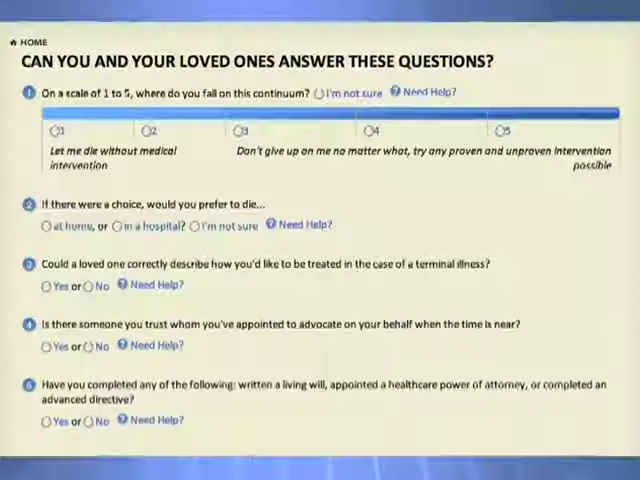 HOME
CAN YOU AND YOUR LOVED ONES ANSWER THESE QUESTIONS?
1 On a scale of 1 to 5, where do you fall on this continuum? I'm not sure ? Need Help?
1 2 3 4 5
Let me die without medical intervention
Don't give up on me no matter what, try any proven and unproven intervention possible
2 If there were a choice, would you prefer to die...
at home, or in a hospital? I'm not sure ? Need Help?
3 Could a loved one correctly describe how you'd like to be treated in the case of a terminal illness?
Yes or No ? Need Help?
4 Is there someone you trust whom you've appointed to advocate on your behalf when the time is near?
Yes or No ? Need Help?
5 Have you completed any of the following: written a living will, appointed a healthcare power of attorney, or completed an
advanced directive?
Yes or No ? Need Help?